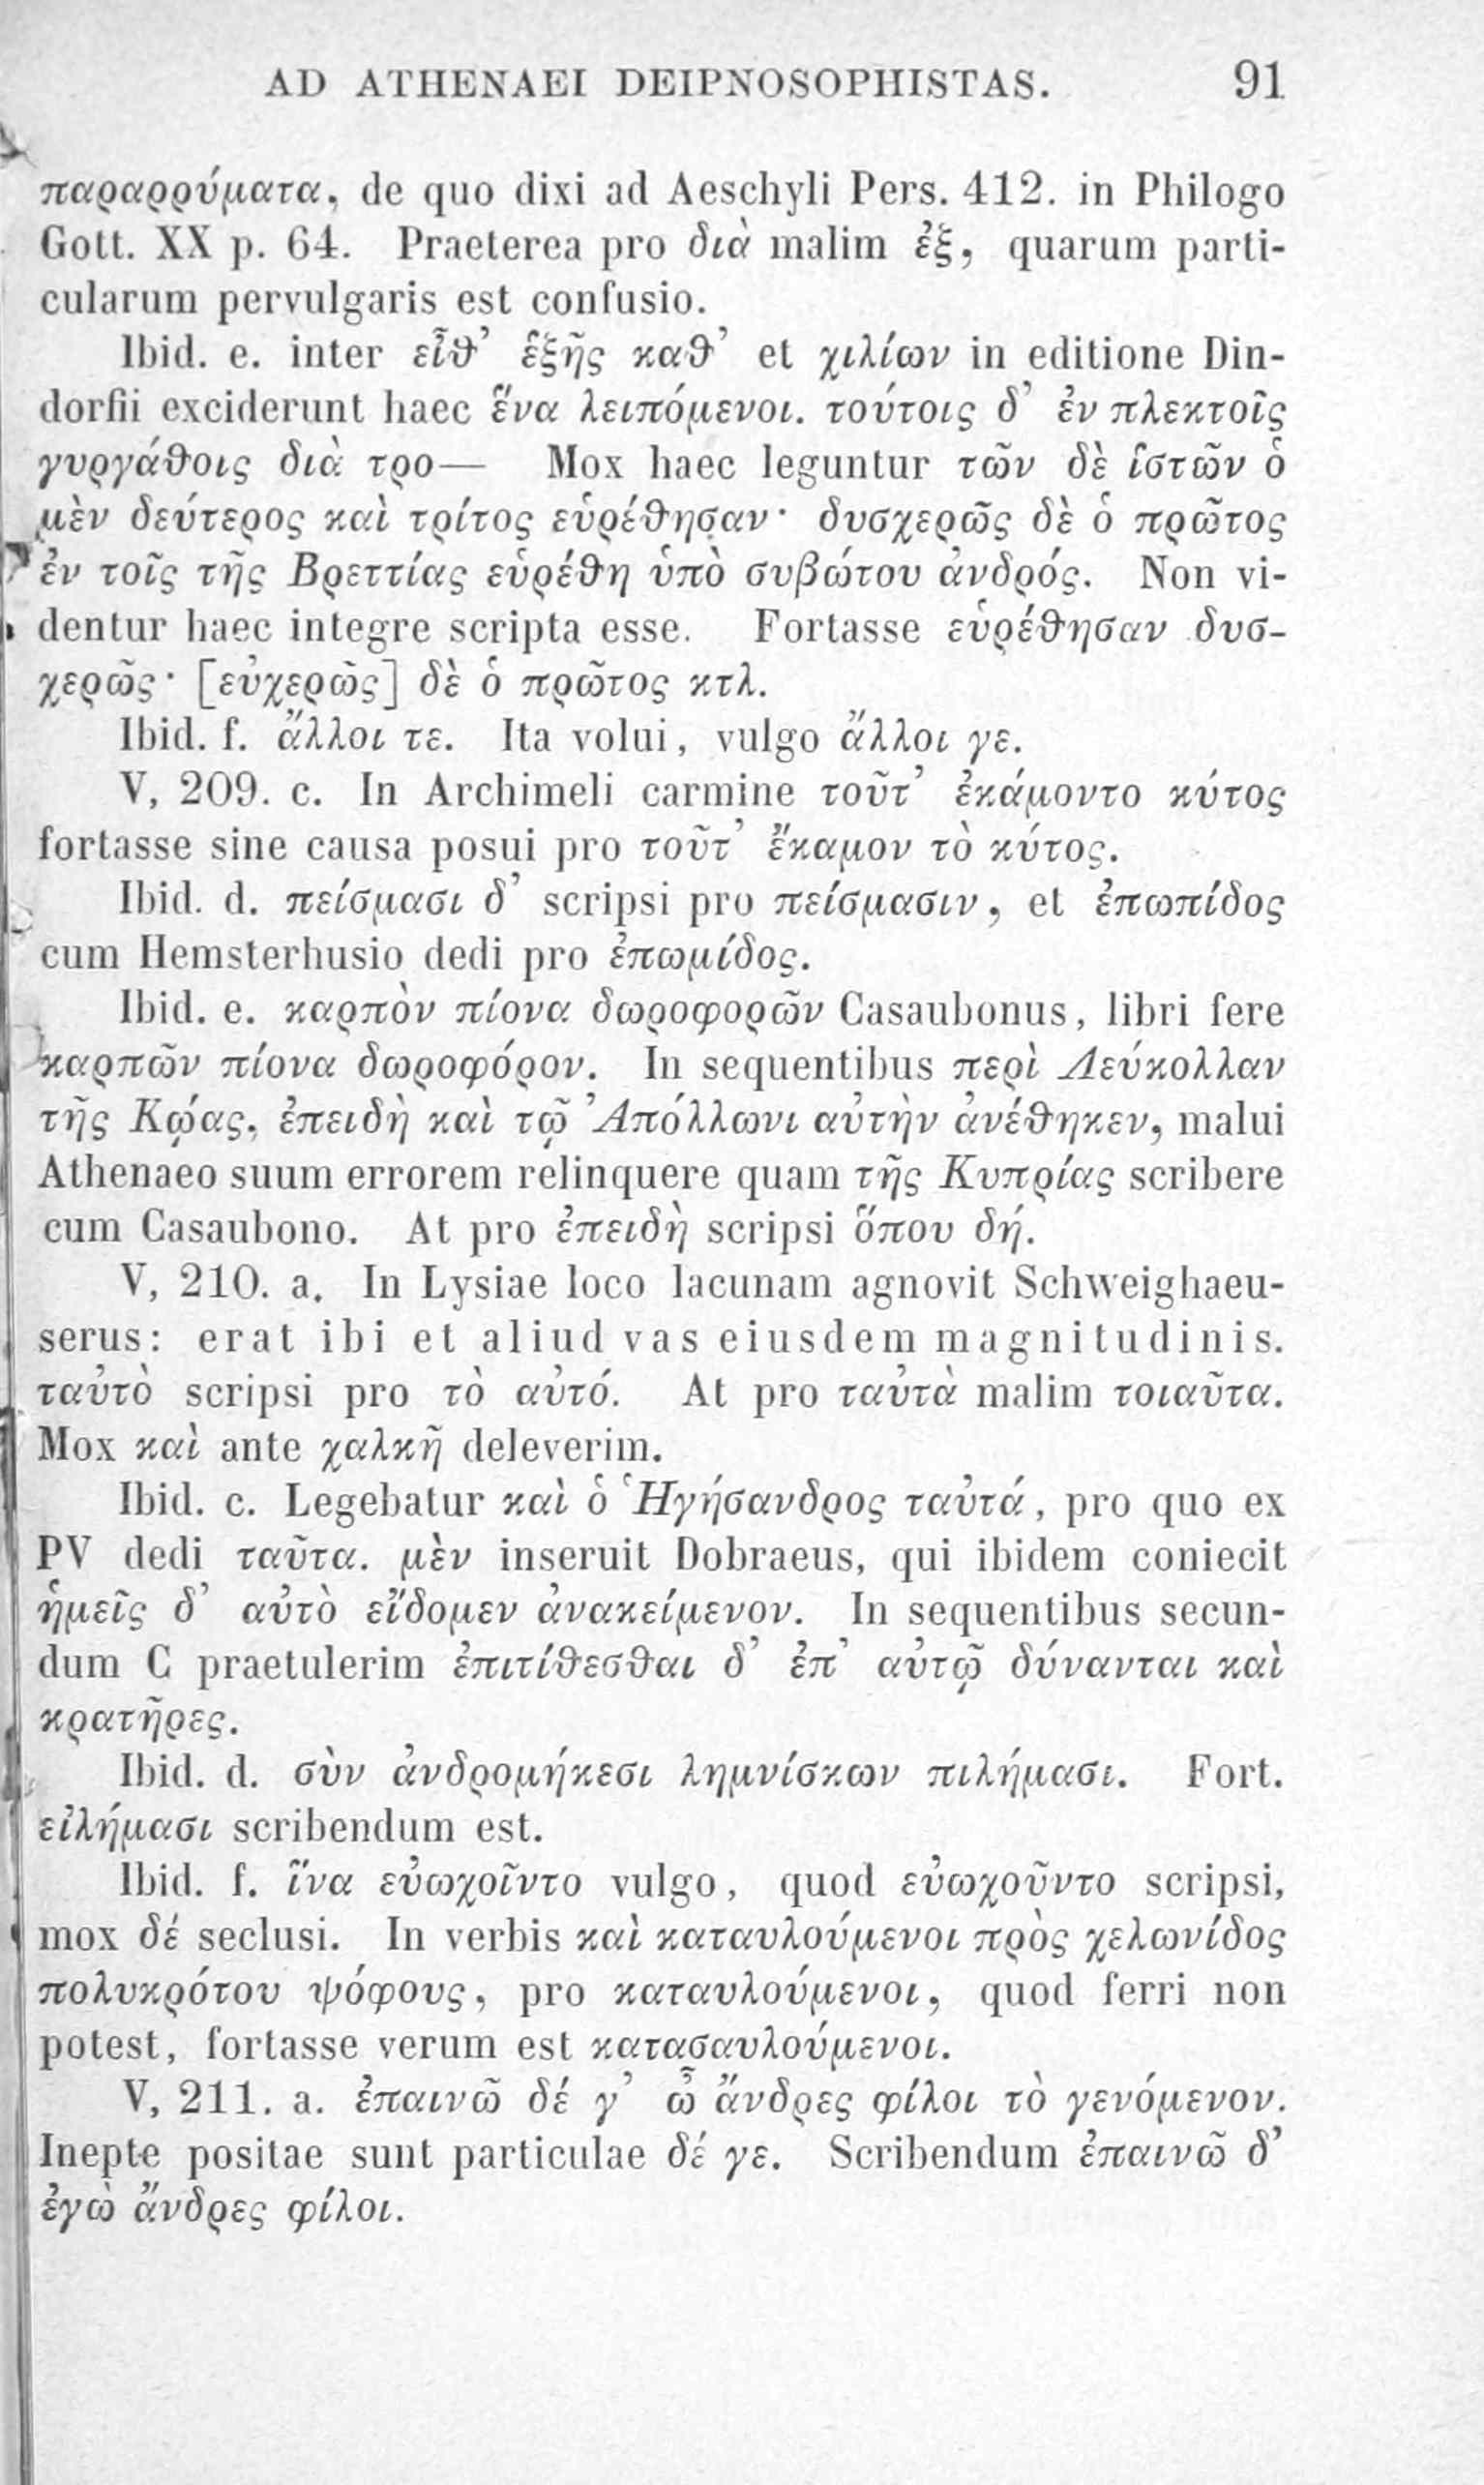 AD ATHENAEI DEIPNOSOPHISTAS. 91
παραρρύματα, de quo dixi ad Aeschyli Pers. 412. in Philogo
Gott. XX p. 64. Praeterea pro διὰ malim ἐξ, quarum parti-
cularum pervulgaris est confusio.
Ibid. e. inter εἶθ’ ἑξῆς καθ’ et χιλίων in editione Din-
dorfii exciderunt haec ἕνα λειπόμενοι. τούτοις δ’ ἐν πλεκτοῖς
γυργάθοις διὰ τρο— Mox haec leguntur τῶν δὲ ἱστῶν ὁ
μὲν δεύτερος καὶ τρίτος εὑρέθησαν· δυσχερῶς δὲ ὁ πρῶτος
ἐν τοῖς τῆς Βρεττίας εὑρέθη ὑπὸ συβώτου ἀνδρός. Non vi-
dentur haec integre scripta esse. Fortasse εὑρέθησαν δυσ-
χερῶς· [εὐχερῶς] δὲ ὁ πρῶτος κτλ.
Ibid. f. ἄλλοι τε. Ita volui, vulgo ἄλλοι γε.
V, 209. c. In Archimeli carmine τοῦτ’ ἐκάμοντο κύτος
fortasse sine causa posui pro τοῦτ’ ἔκαμον τὸ κύτος.
Ibid. d. πείσμασι δ’ scripsi pro πείσμασιν, et ἐπωπίδος
cum Hemsterhusio dedi pro ἐπωμίδος.
Ibid. e. καρπὸν πίονα δωροφορῶν Casaubonus, libri fere
καρπῶν πίονα δωροφόρον. In sequentibus περὶ Λεύκολλαν
τῆς Κῴας, ἐπειδὴ καὶ τῷ Ἀπόλλωνι αὐτὴν ἀνέθηκεν, malui
Athenaeo suum errorem relinquere quam τῆς Κυπρίας scribere
cum Casaubono. At pro ἐπειδὴ scripsi ὅπου δή.
V, 210. a. In Lysiae loco lacunam agnovit Schweighaeu-
serus: erat ibi et aliud vas eiusdem magnitudinis.
ταὐτὸ scripsi pro τὸ αὐτό. At pro ταὐτὰ malim τοιαῦτα.
Mox καὶ ante χαλκῆ deleverim.
Ibid. c. Legebatur καὶ ὁ Ἡγήσανδρος ταὐτά, pro quo ex
PV dedi ταῦτα. μὲν inseruit Dobraeus, qui ibidem coniecit
ἡμεῖς δ’ αὐτὸ εἴδομεν ἀνακείμενον. In sequentibus secun-
dum C praetulerim ἐπιτίθεσθαι δ’ ἐπ’ αὐτῷ δύνανται καὶ
κρατῆρες.
Ibid. d. σὺν ἀνδρομήκεσι λημνίσκων πιλήμασι. Fort.
εἰλήμασι scribendum est.
Ibid. f. ἵνα εὐωχοῖντο vulgo, quod εὐωχοῦντο scripsi,
mox δέ seclusi. In verbis καὶ καταυλούμενοι πρὸς χελωνίδος
πολυκρότου ψόφους, pro καταυλούμενοι, quod ferri non
potest, fortasse verum est κατασαυλούμενοι.
V, 211. a. ἐπαινῶ δέ γ’ ὦ ἄνδρες φίλοι τὸ γενόμενον.
Inepte positae sunt particulae δέ γε. Scribendum ἐπαινῶ δ’
ἐγὼ ἄνδρες φίλοι.